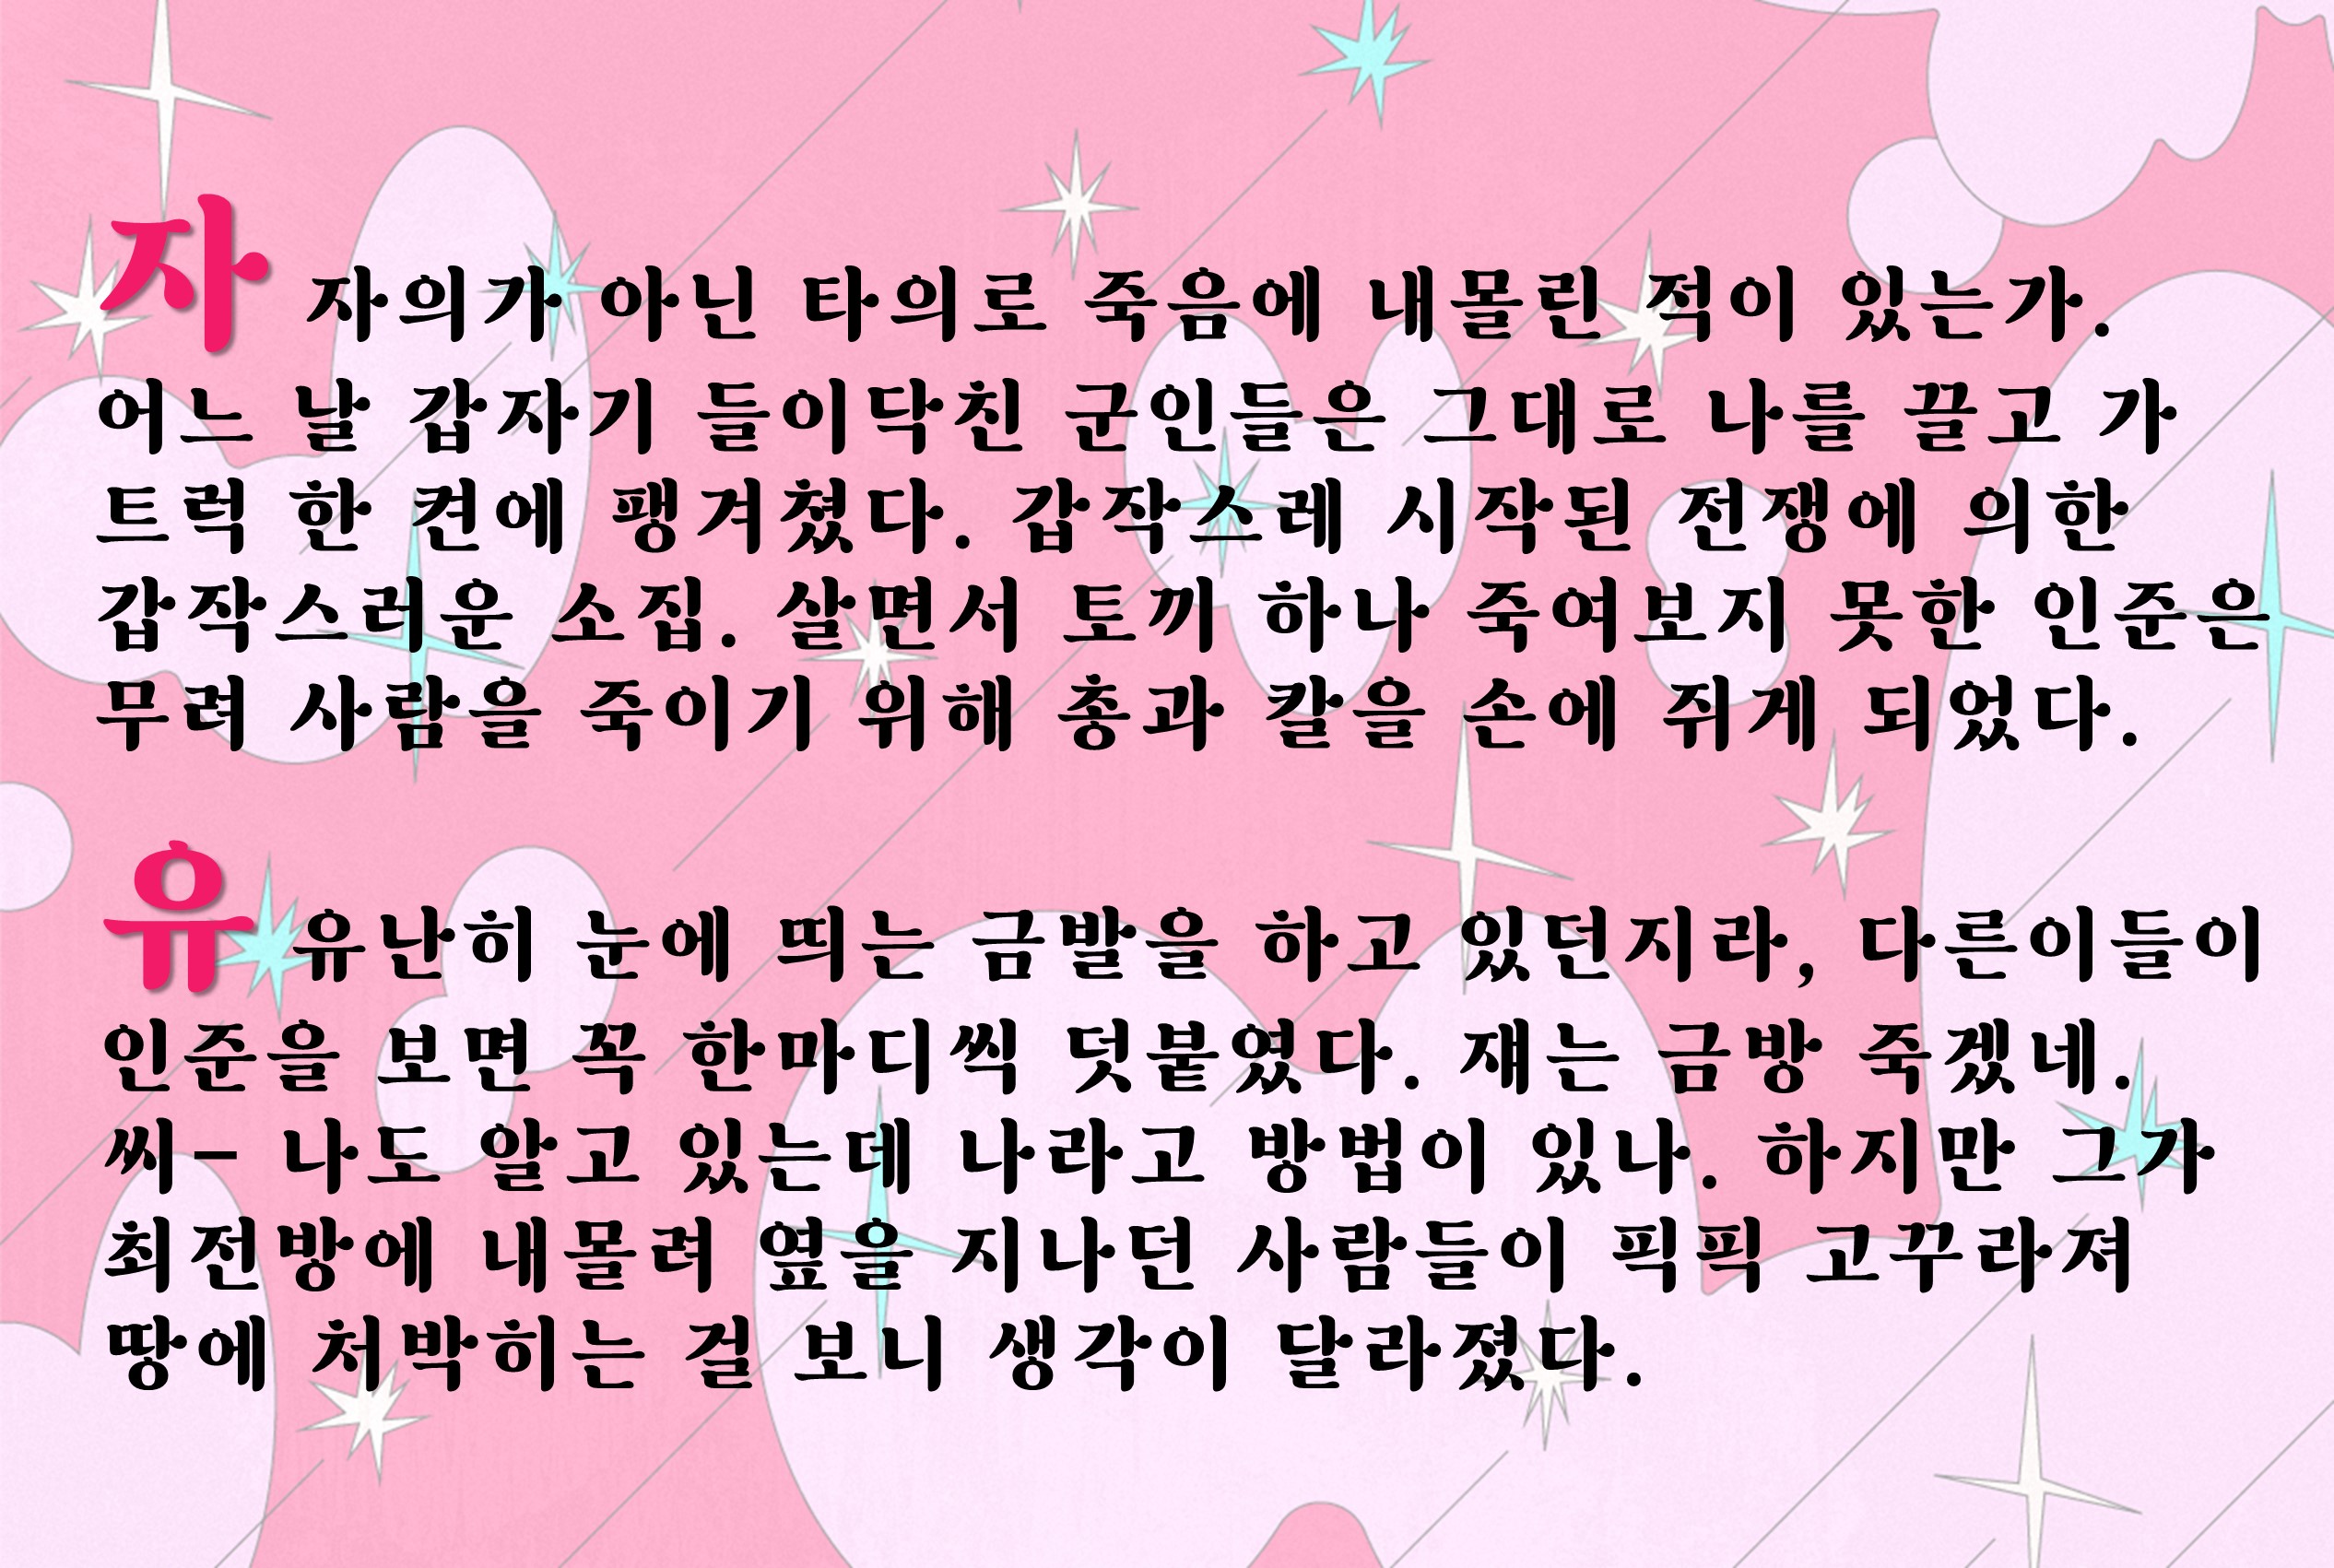 자 자의가 아닌 타의로 죽음에 내몰린 적이 있는가.
어느 날 갑자기 들이닥친 군인들은 그대로 나를 끌고 가
트럭 한 켠에 팽겨쳤다. 갑작스레 시작된 전쟁에 의한
갑작스러운 소집. 살면서 토끼 하나 죽여보지 못한 인준은
무려 사람을 죽이기 위해 총과 칼을 손에 쥐게 되었다.
유 유난히 눈에 띄는 금발을 하고 있던지라, 다른이들이
인준을 보면 꼭 한마디씩 덧붙였다. 쟤는 금방 죽겠네.
씨- 나도 알고 있는데 나라고 방법이 있나. 하지만 그가
최전방에 내몰려 옆을 지나던 사람들이 픽픽 고꾸라져
땅에 처박히는 걸 보니 생각이 달라졌다.